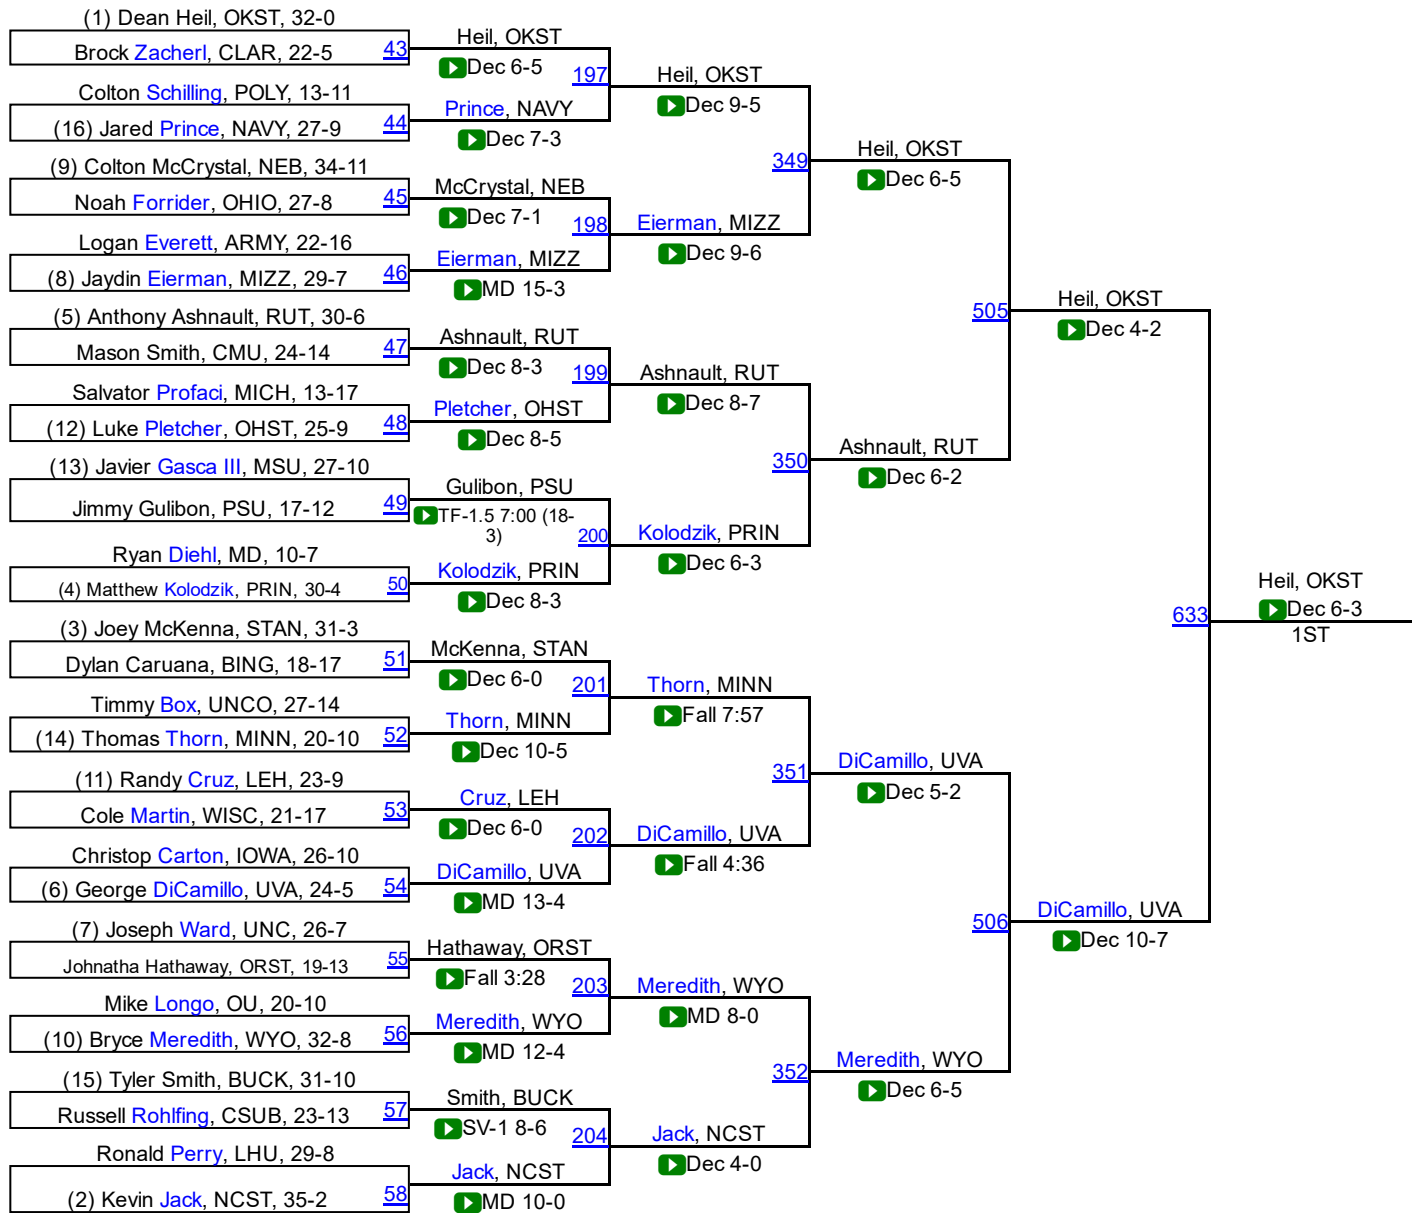 (1) Dean Heil, OKST, 32-0
Brock Zacherl, CLAR, 22-5
43
Colton Schilling, POLY, 13-11
(16) Jared Prince, NAVY, 27-9
44
(9) Colton McCrystal, NEB, 34-11
Noah Forrider, OHIO, 27-8
45
Logan Everett, ARMY, 22-16
(8) Jaydin Eierman, MIZZ, 29-7
46
(5) Anthony Ashnault, RUT, 30-6
Mason Smith, CMU, 24-14
47
Salvator Profaci, MICH, 13-17
(12) Luke Pletcher, OHST, 25-9
48
(13) Javier Gasca III, MSU, 27-10
Jimmy Gulibon, PSU, 17-12
49
Ryan Diehl, MD, 10-7
(4) Matthew Kolodzik, PRIN, 30-4
50
(3) Joey McKenna, STAN, 31-3
Dylan Caruana, BING, 18-17
51
Timmy Box, UNCO, 27-14
(14) Thomas Thorn, MINN, 20-10
52
(11) Randy Cruz, LEH, 23-9
Cole Martin, WISC, 21-17
53
Christop Carton, IOWA, 26-10
(6) George DiCamillo, UVA, 24-5
54
(7) Joseph Ward, UNC, 26-7
Johnatha Hathaway, ORST, 19-13
55
Mike Longo, OU, 20-10
(10) Bryce Meredith, WYO, 32-8
56
(15) Tyler Smith, BUCK, 31-10
Russell Rohlfing, CSUB, 23-13
57
Ronald Perry, LHU, 29-8
(2) Kevin Jack, NCST, 35-2
58
Heil, OKST
Dec 6-5
197
Prince, NAVY
Dec 7-3
McCrystal, NEB
Dec 7-1
198
Eierman, MIZZ
MD 15-3
Ashnault, RUT
Dec 8-3
199
Pletcher, OHST
Dec 8-5
Gulibon, PSU
TF-1.5 7:00 (18-
3)
200
Kolodzik, PRIN
Dec 8-3
McKenna, STAN
Dec 6-0
201
Thorn, MINN
Dec 10-5
Cruz, LEH
Dec 6-0
202
DiCamillo, UVA
MD 13-4
Hathaway, ORST
Fall 3:28
203
Meredith, WYO
MD 12-4
Smith, BUCK
SV-1 8-6
204
Jack, NCST
MD 10-0
Heil, OKST
Dec 9-5
349
Eierman, MIZZ
Dec 9-6
Ashnault, RUT
Dec 8-7
350
Kolodzik, PRIN
Dec 6-3
Thorn, MINN
Fall 7:57
351
DiCamillo, UVA
Fall 4:36
Meredith, WYO
MD 8-0
352
Jack, NCST
Dec 4-0
Heil, OKST
Dec 6-5
505
Ashnault, RUT
Dec 6-2
DiCamillo, UVA
Dec 5-2
506
Meredith, WYO
Dec 6-5
Heil, OKST
Dec 4-2
633
DiCamillo, UVA
Dec 10-7
Heil, OKST
Dec 6-3
1ST